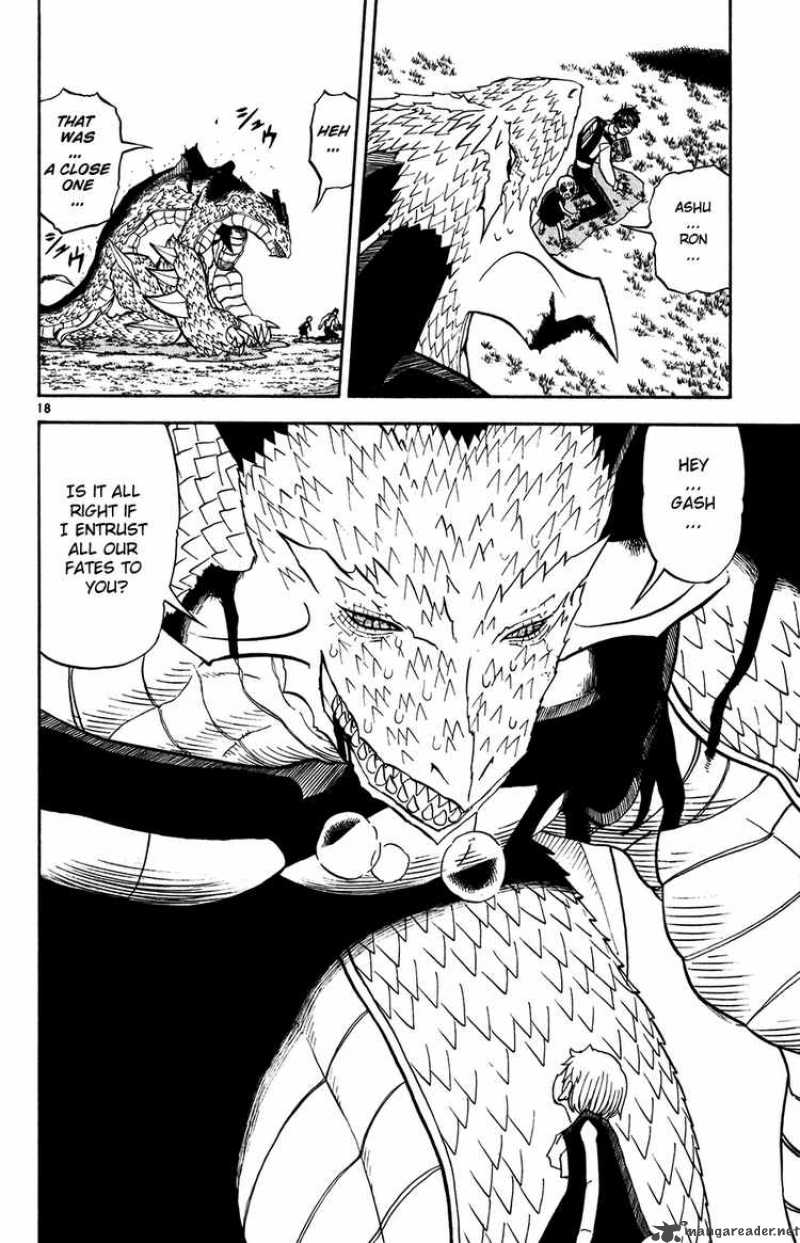 ASHU
...
RON
...
HEH
...
THAT
WAS
...
A CLOSE
ONE
...
18
HEY
...
GASH
...
IS IT ALL
RIGHT IF
I ENTRUST
ALL OUR
FATES TO
YOU?
mangareader.net